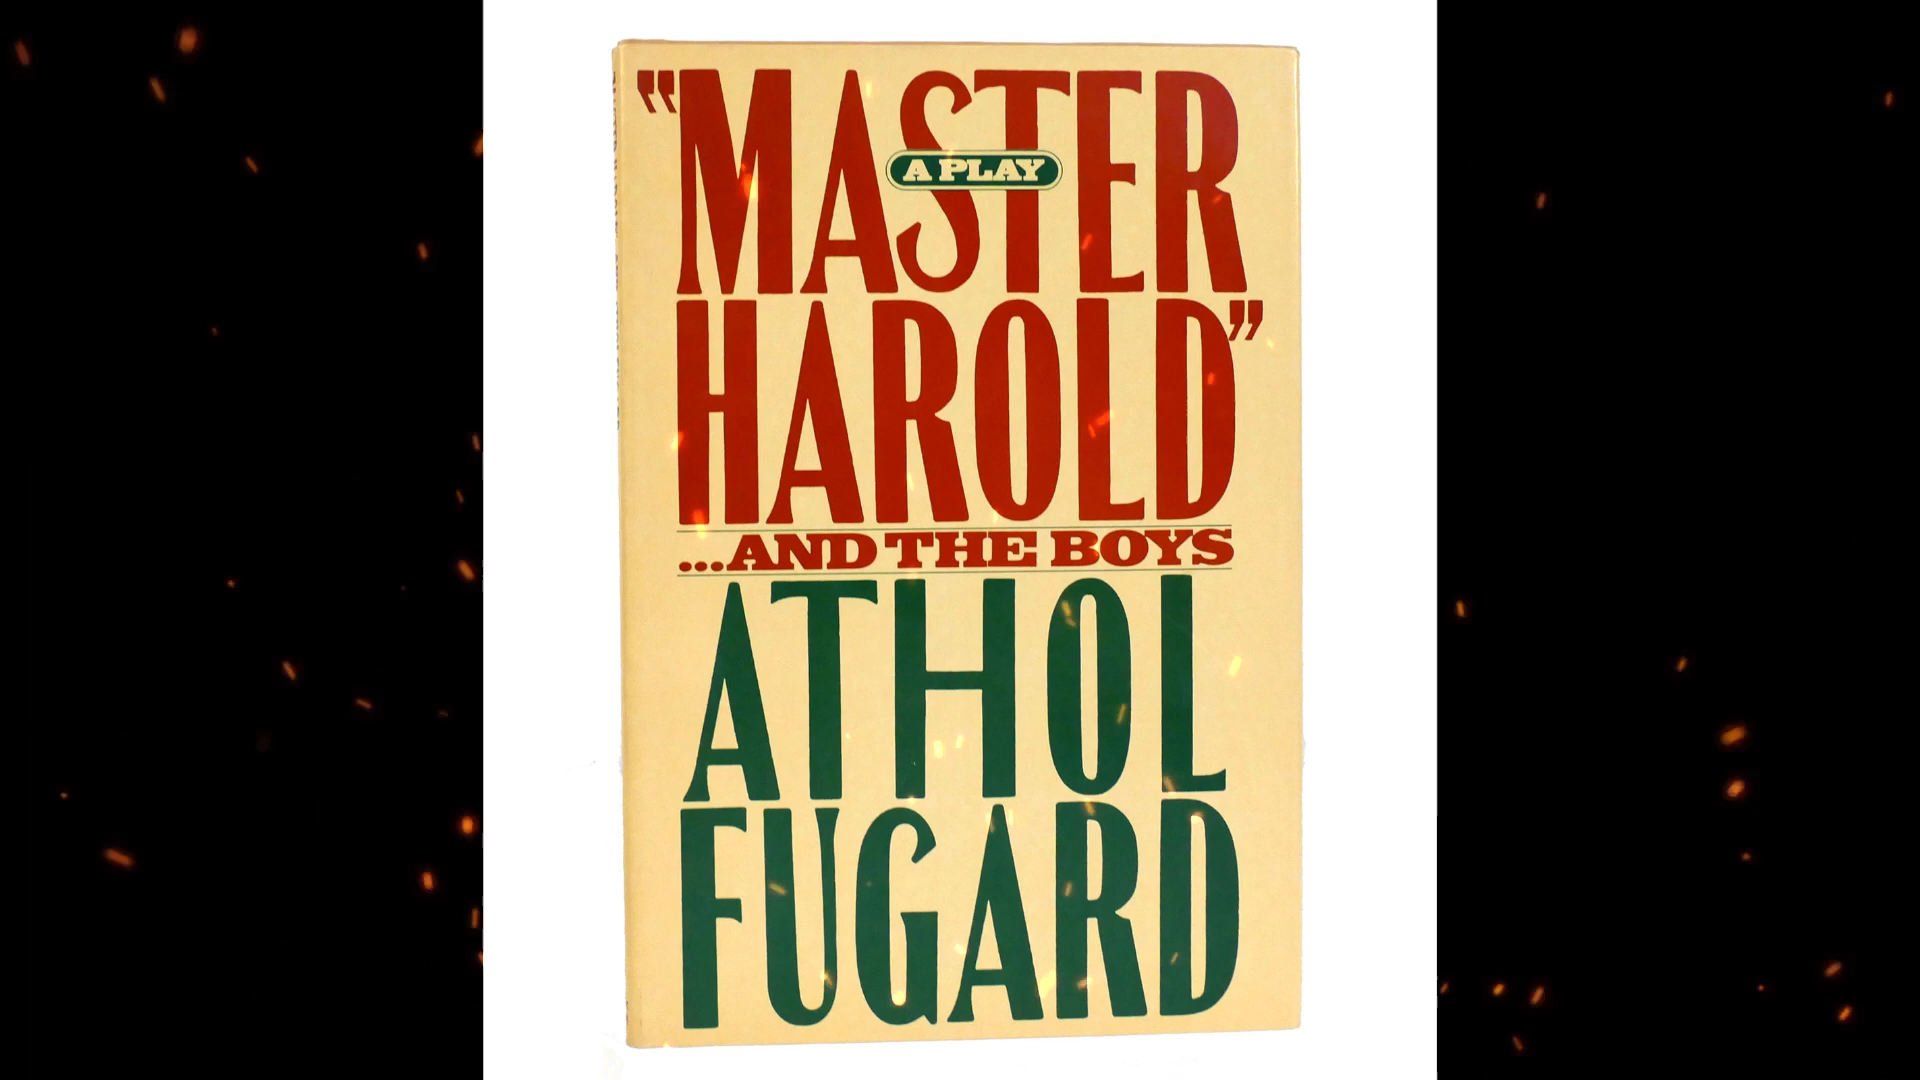 "MASTER
A PLAY
HAROLD"
...AND THE BOYS
ATHOL
FUGARD